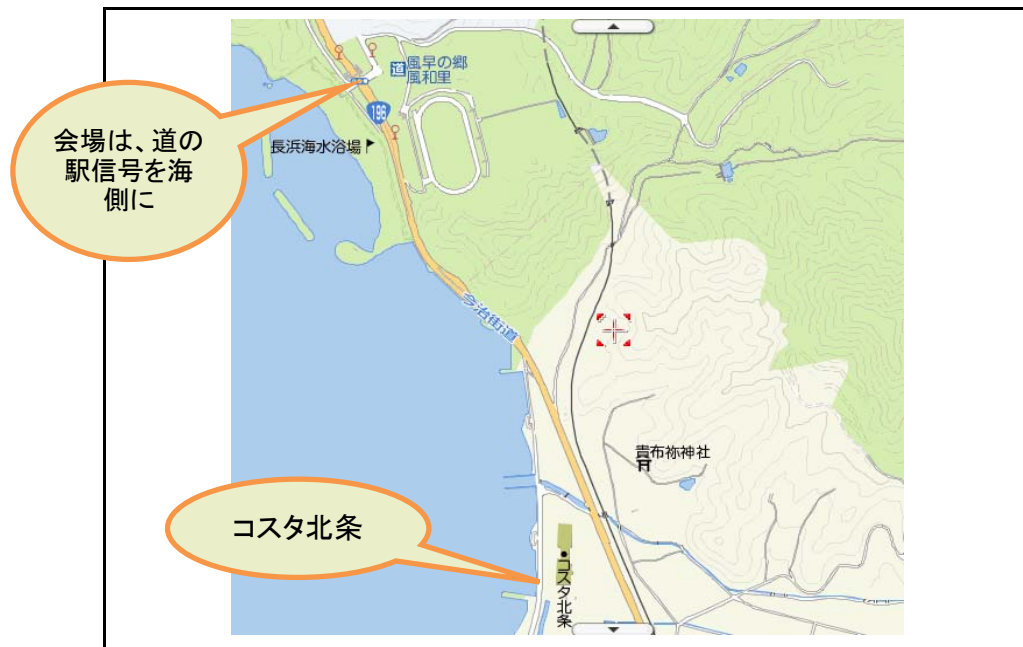 道 風早の郷
風和里
196
会場は、道の
駅信号を海
側に
長浜海水浴場
今治街道
貴布祢神社
コスタ北条
コスタ北条